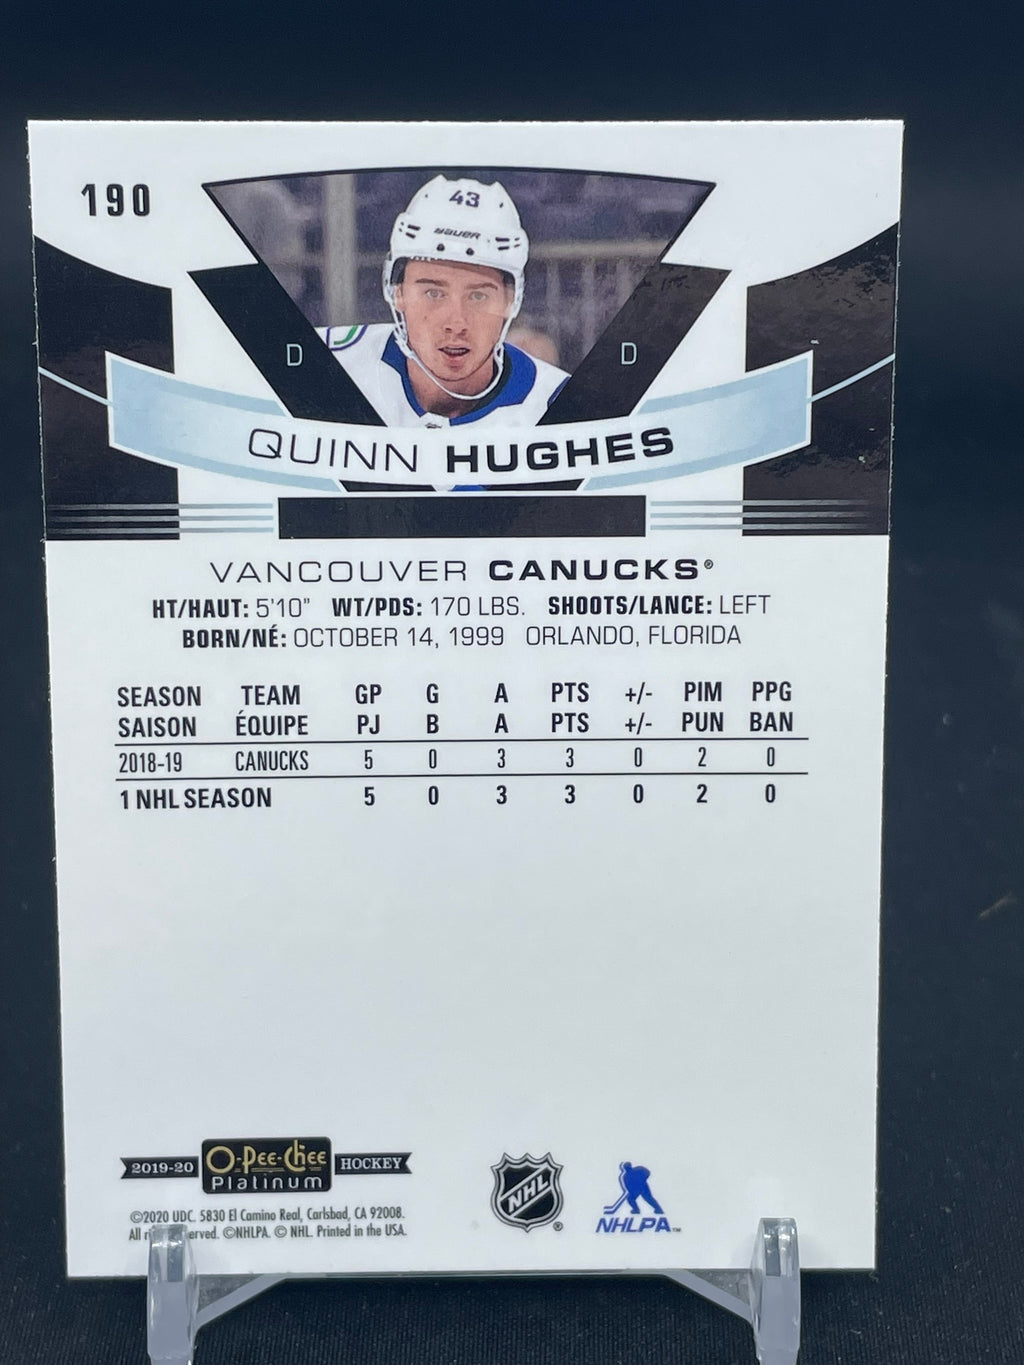 190
43
BAUER
D D
QUINN HUGHES
VANCOUVER CANUCKS®
HT/HAUT: 5'10" WT/PDS: 170 LBS. SHOOTS/LANCE: LEFT
BORN/NÉ: OCTOBER 14, 1999 ORLANDO, FLORIDA
SEASON TEAM GP G A PTS +/- PIM PPG
SAISON ÉQUIPE PJ B A PTS +/- PUN BAN
2018-19 CANUCKS 5 0 3 3 0 2 0
1 NHL SEASON 5 0 3 3 0 2 0
2019-20 O-Pee-Chee HOCKEY
Platinum
NHL ®
NHLPA™
©2020 UDC. 5830 El Camino Real, Carlsbad, CA 92008.
All erved. ©NHLPA. © NHL. Printed in the USA.